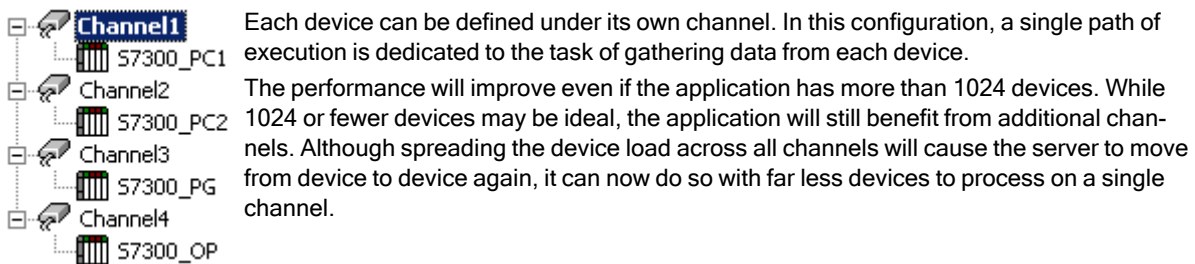 Channel1
S7300_PC1
Channel2
S7300_PC2
Channel3
S7300_PG
Channel4
S7300_OP
Each device can be defined under its own channel. In this configuration, a single path of
execution is dedicated to the task of gathering data from each device.
The performance will improve even if the application has more than 1024 devices. While
1024 or fewer devices may be ideal, the application will still benefit from additional chan-
nels. Although spreading the device load across all channels will cause the server to move
from device to device again, it can now do so with far less devices to process on a single
channel.